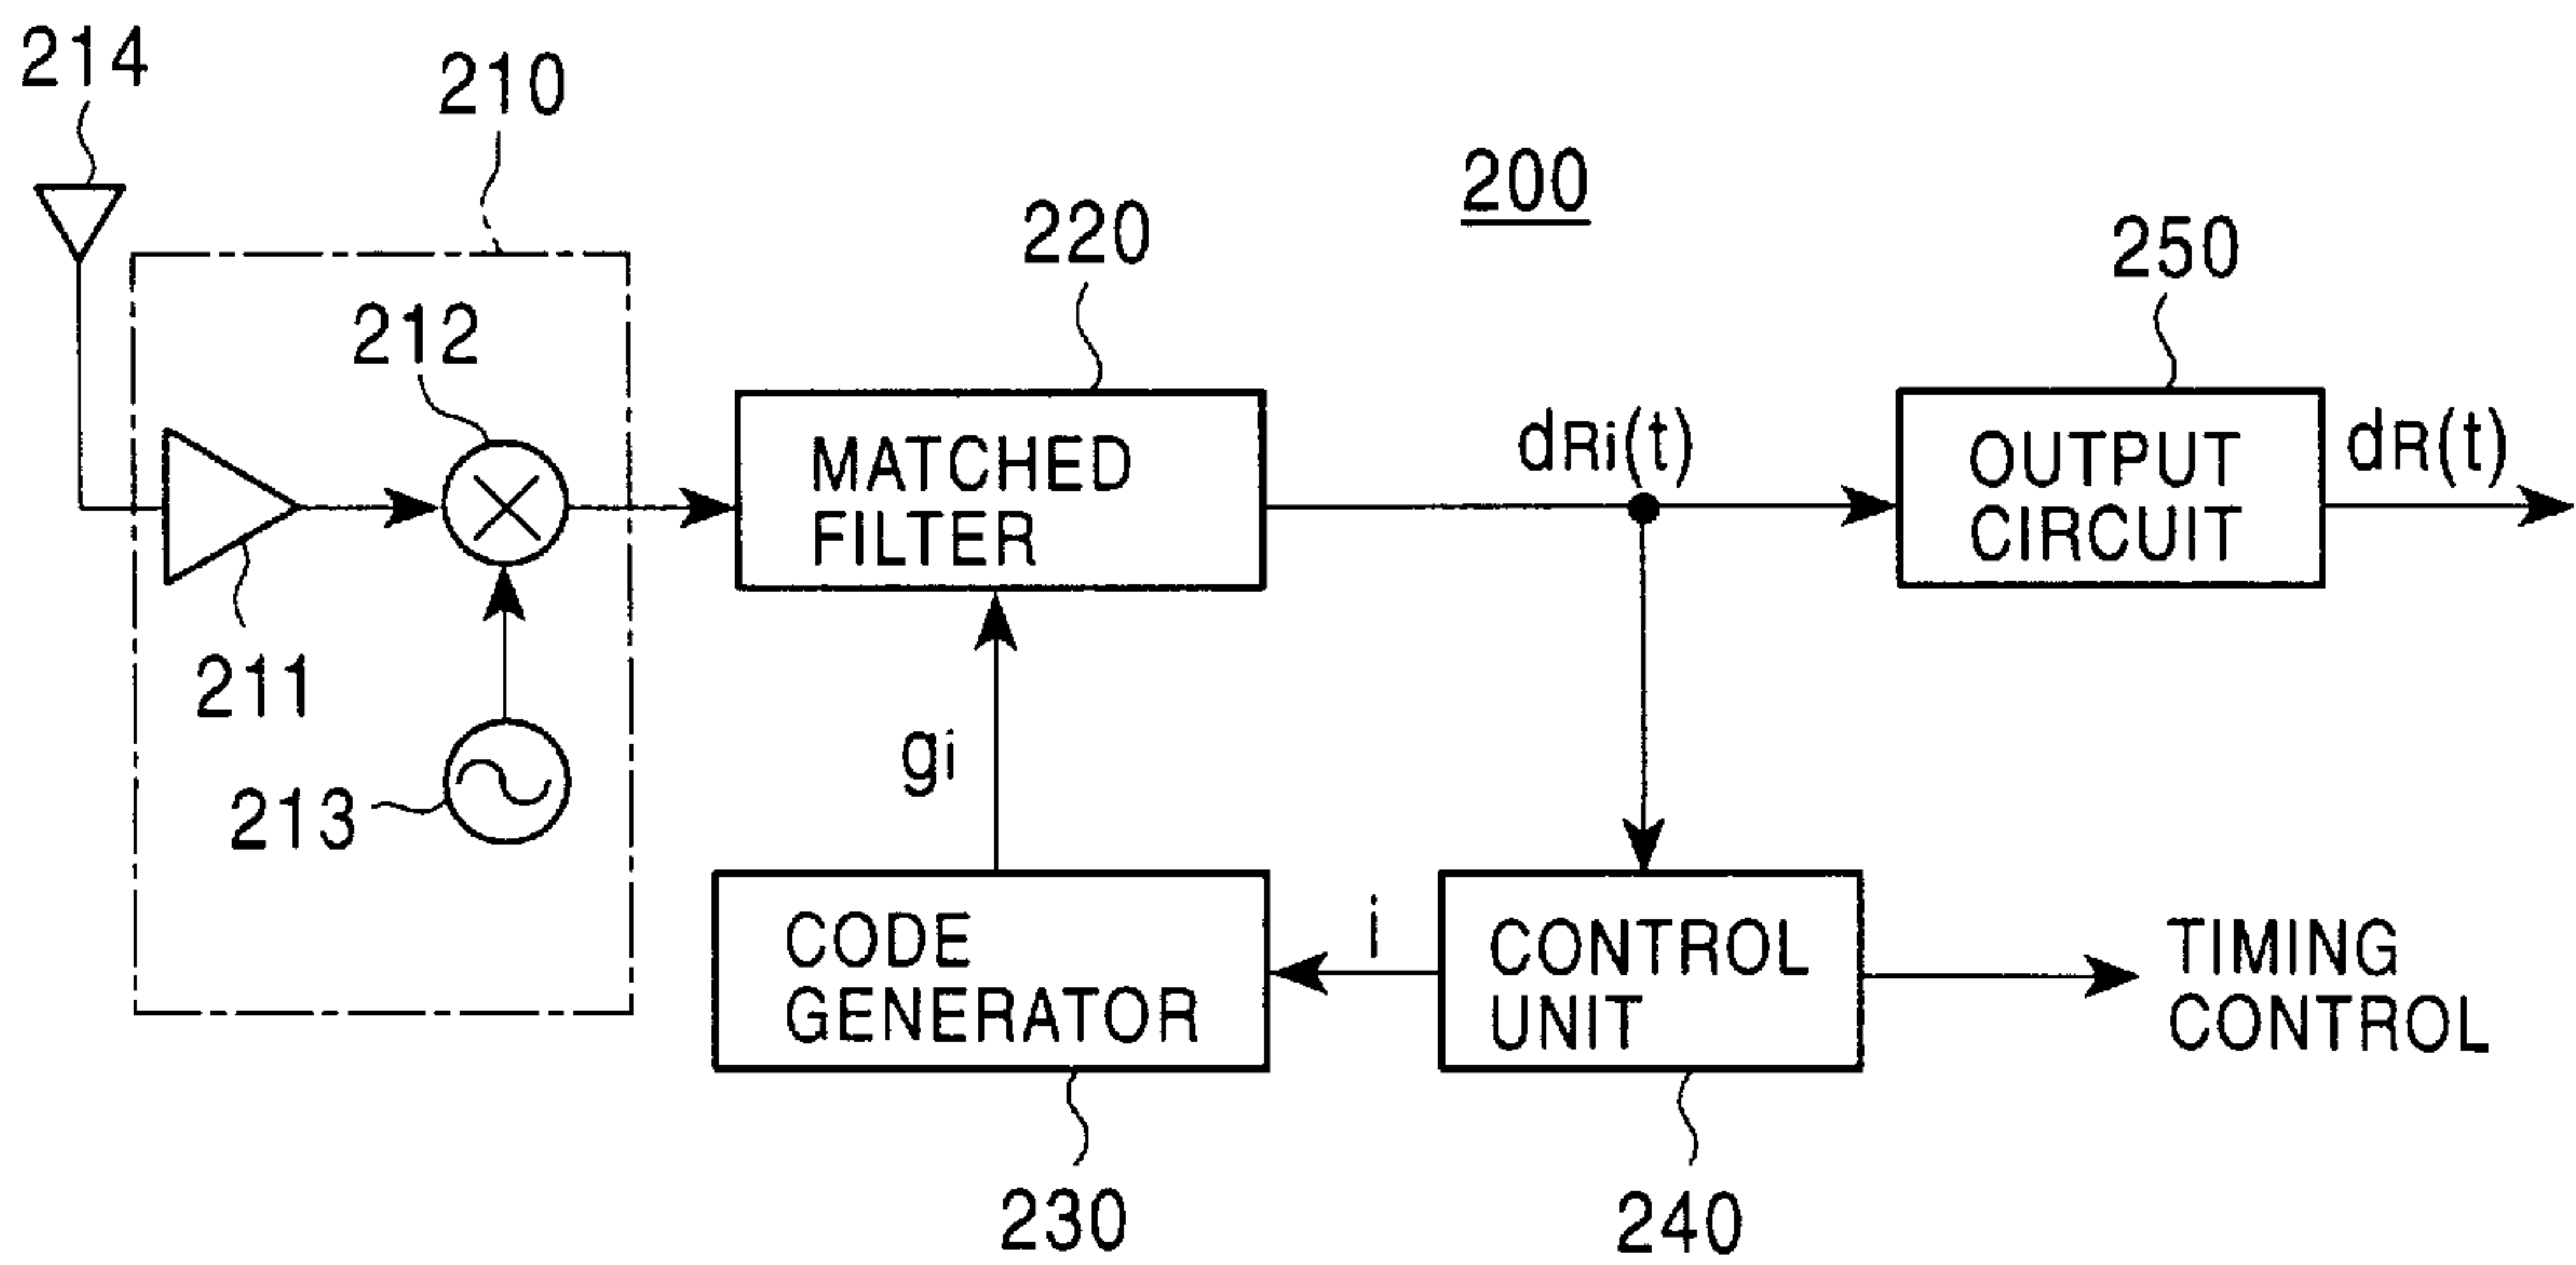 214
210
200
220
250
212
MATCHED
FILTER
dRi(t)
OUTPUT
CIRCUIT
dR(t)
211
gi
213
CODE
GENERATOR
i
CONTROL
UNIT
TIMING
CONTROL
230
240